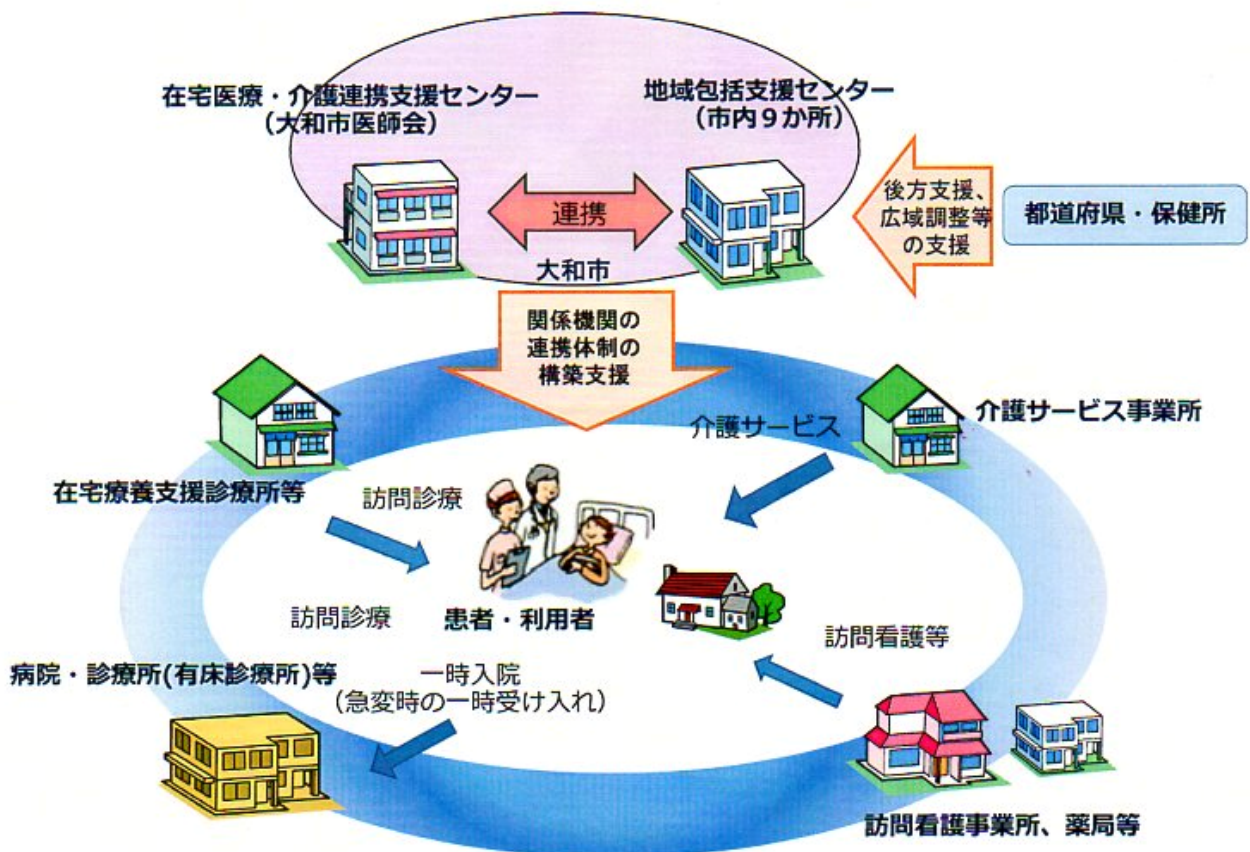 在宅医療・介護連携支援センター
（大和市医師会）
地域包括支援センター
（市内９か所）
連携
大和市
後方支援、
広域調整等
の支援
都道府県・保健所
関係機関の
連携体制の
構築支援
介護サービス
介護サービス事業所
在宅療養支援診療所等
訪問診療
訪問診療
患者・利用者
訪問看護等
病院・診療所(有床診療所)等
一時入院
（急変時の一時受け入れ）
訪問看護事業所、薬局等